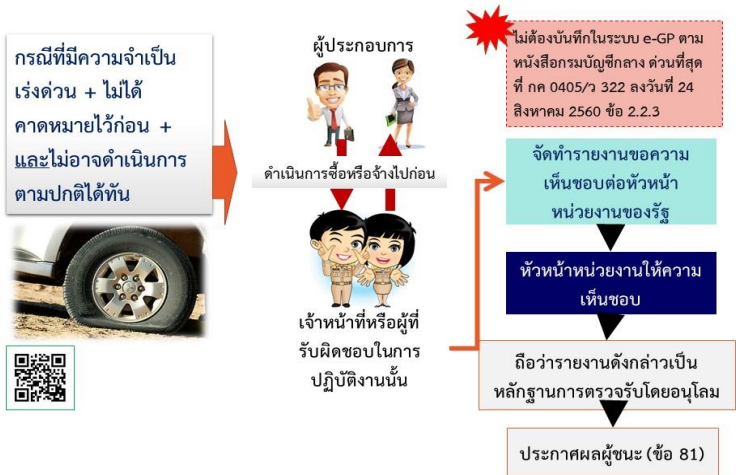 กรณีที่มีความจำเป็น
เร่งด่วน + ไม่ได้
คาดหมายไว้ก่อน +
และไม่อาจดำเนินการ
ตามปกติได้ทัน
ผู้ประกอบการ
ดำเนินการซื้อหรือจ้างไปก่อน
เจ้าหน้าที่หรือผู้ที่
รับผิดชอบในการ
ปฏิบัติงานนั้น
ไม่ต้องบันทึกในระบบ e-GP ตาม
หนังสือกรมบัญชีกลาง ด่วนที่สุด
ที่ กค 0405/ว 322 ลงวันที่ 24
สิงหาคม 2560 ข้อ 2.2.3
จัดทำรายงานขอความ
เห็นชอบต่อหัวหน้า
หน่วยงานของรัฐ
หัวหน้าหน่วยงานให้ความ
เห็นชอบ
ถือว่ารายงานดังกล่าวเป็น
หลักฐานการตรวจรับโดยอนุโลม
ประกาศผลผู้ชนะ (ข้อ 81)